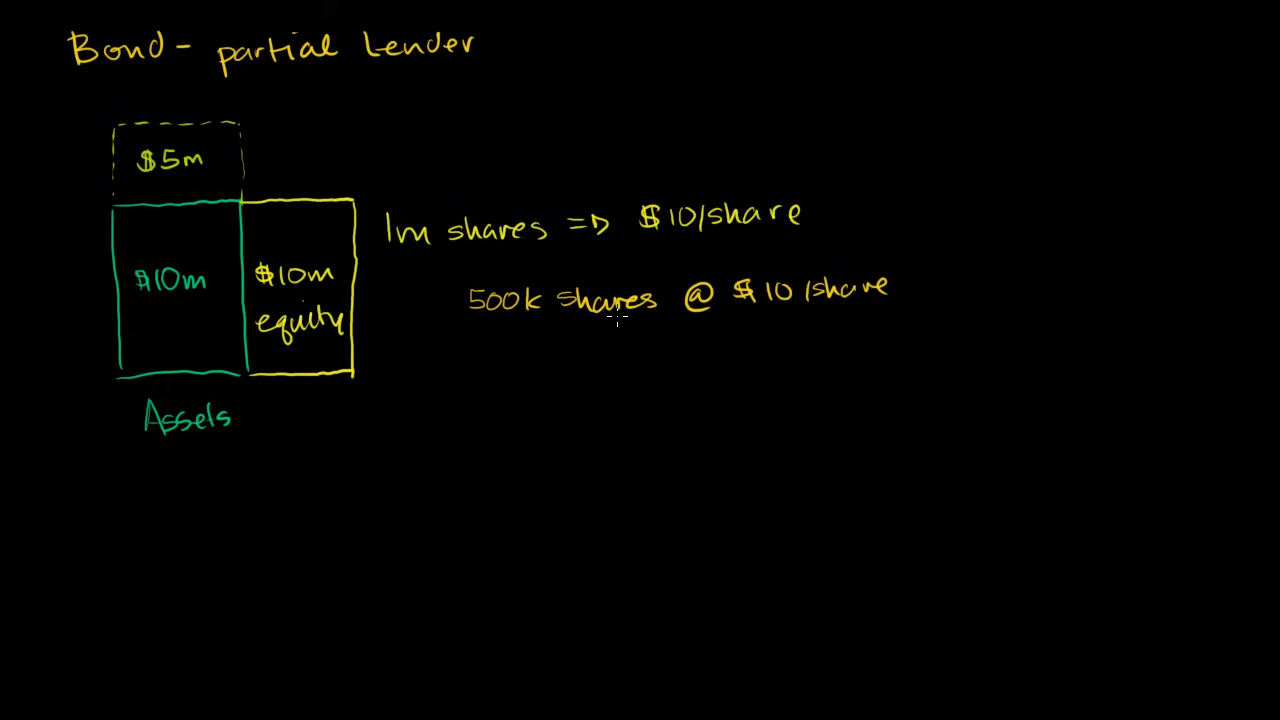 Bond - partial Lender
$5m
1m shares => $10/share
$10m
$10m
equity
500k shares @ $10/share
Assets